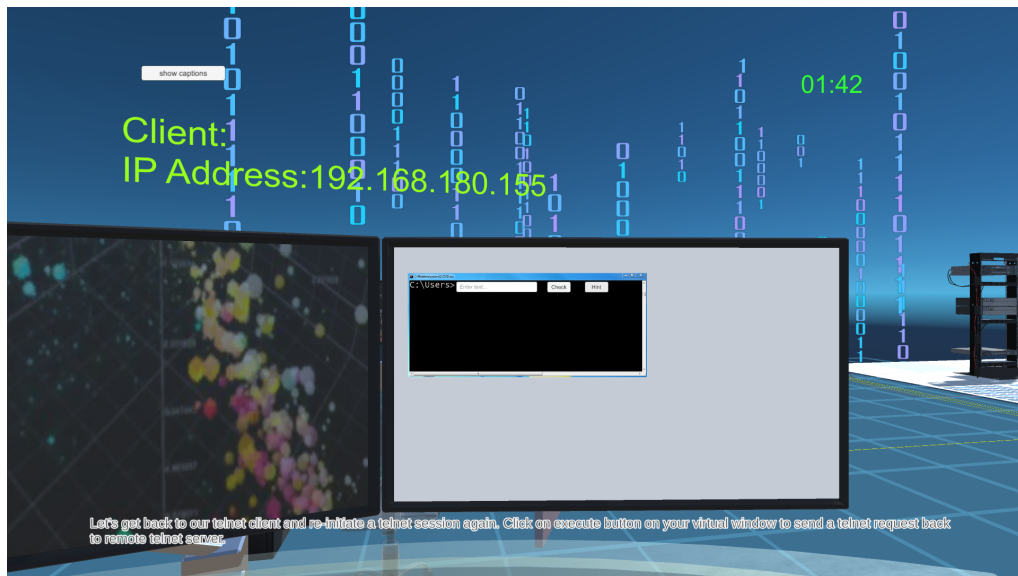 show captions
01:42
Client:
IP Address:192.168.180.155
C:\Users>
Enter text...
Check
Hint
Let's get back to our telnet client and re-initiate a telnet session again. Click on execute button on your virtual window to send a telnet request back
to remote telnet server.